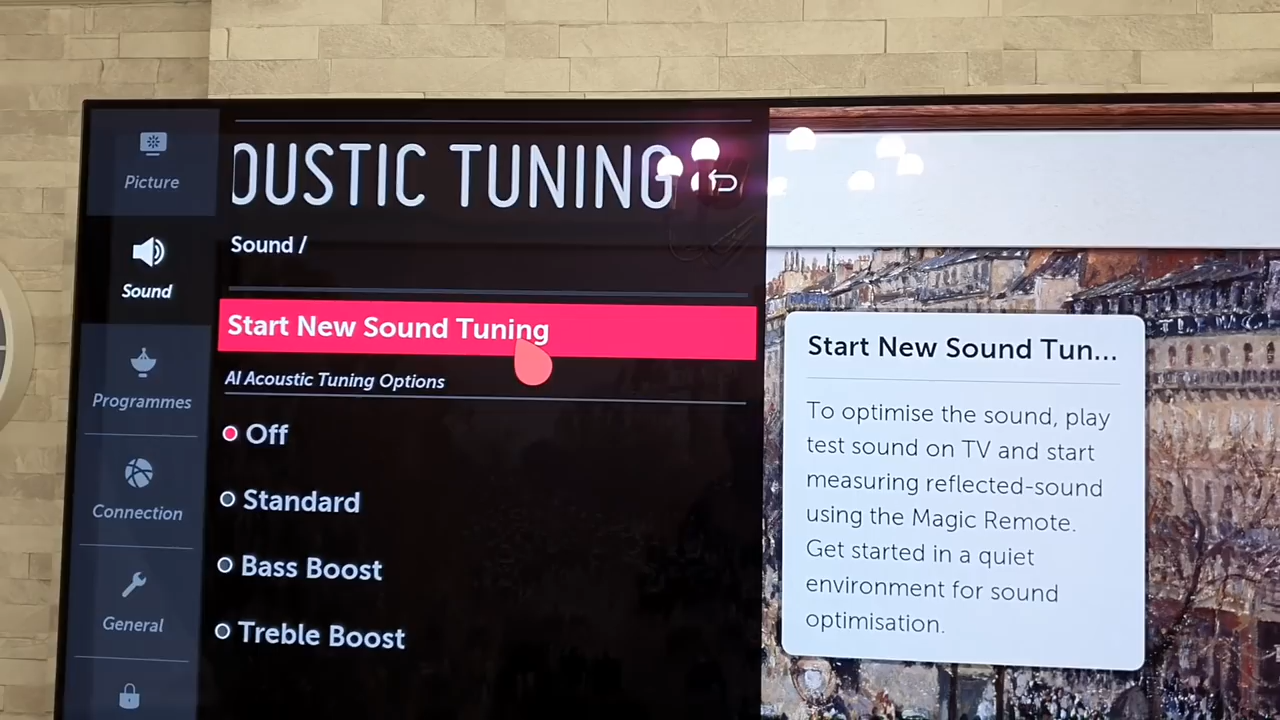 OUSTIC TUNING
Sound /
Start New Sound Tuning
AI Acoustic Tuning Options
Off
Standard
Bass Boost
Treble Boost
Picture
Sound
Programmes
Connection
General
Start New Sound Tun...
To optimise the sound, play
test sound on TV and start
measuring reflected-sound
using the Magic Remote.
Get started in a quiet
environment for sound
optimisation.